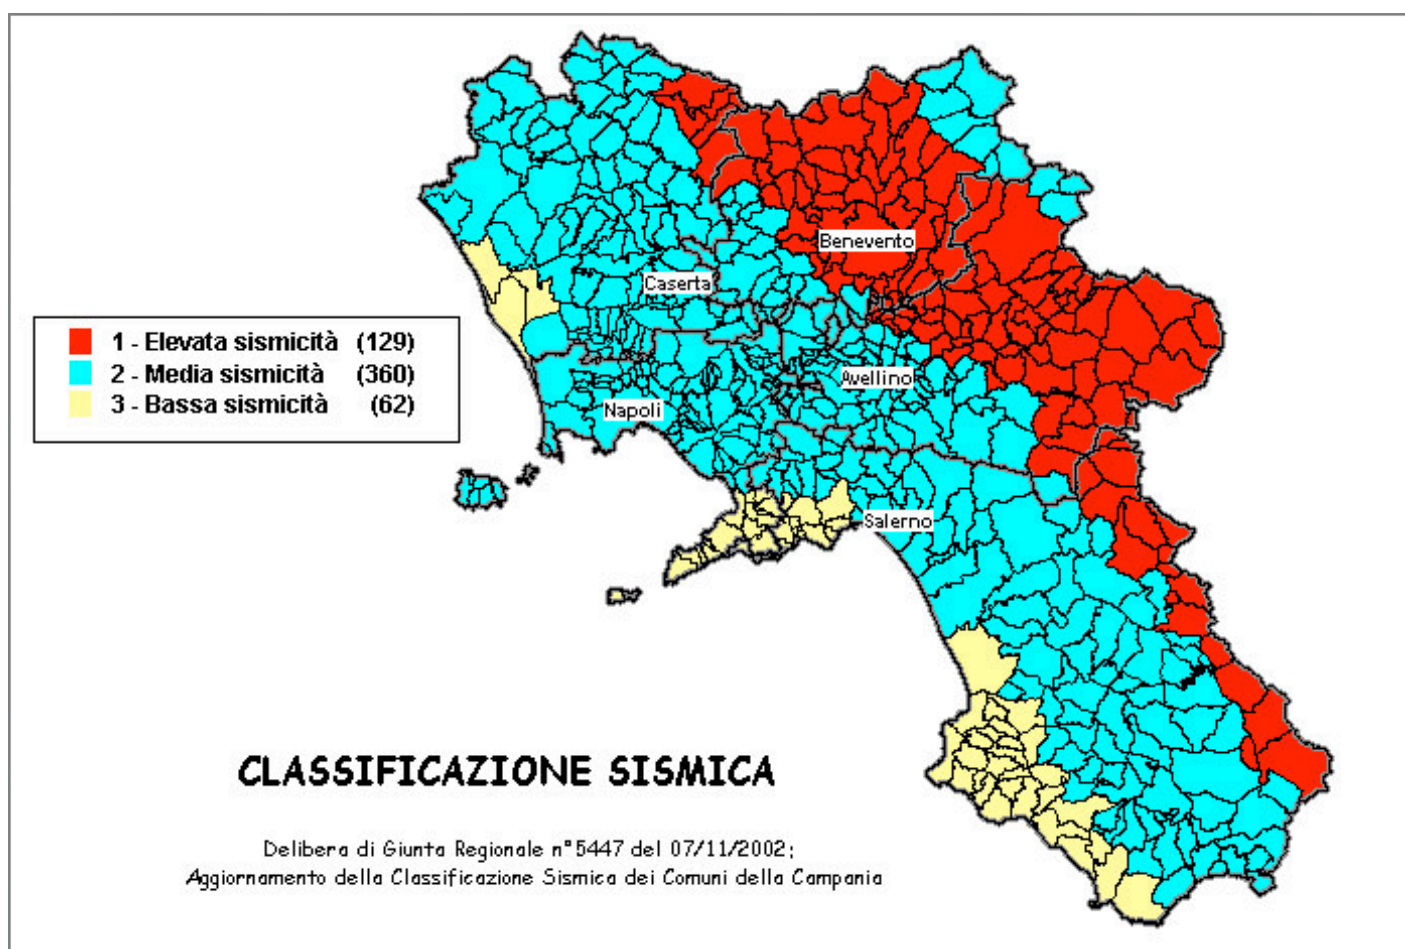 Benevento
Caserta
1 - Elevata sismicità (129)
2 - Media sismicità (360)
3 - Bassa sismicità (62)
Avellino
Napoli
Salerno
CLASSIFICAZIONE SISMICA
Delibera di Giunta Regionale n°5447 del 07/11/2002;
Aggiornamento della Classificazione Sismica dei Comuni della Campania